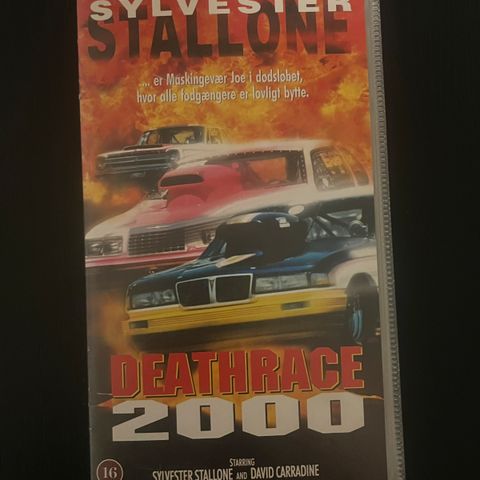 SYLVESTER
STALLONE
.... er Maskingevær Joe i dødsløbet,
hvor alle fodgængere er lovligt bytte.
DEATHRACE
2000
STARRING
16
SYLVESTER STALLONE AND DAVID CARRADINE